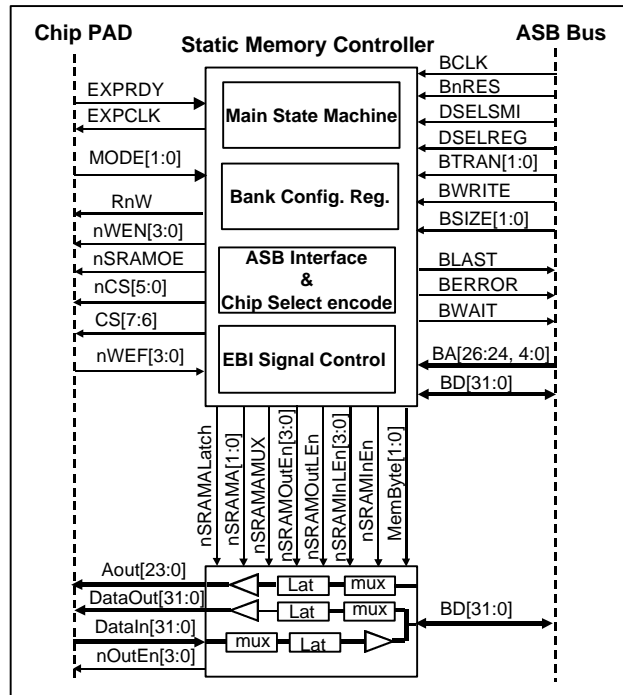 Chip PAD
ASB Bus
Static Memory Controller
EXPRDY
EXPCLK
MODE[1:0]
RnW
nWEN[3:0]
nSRAMOE
nCS[5:0]
CS[7:6]
nWEF[3:0]
Main State Machine
Bank Config. Reg.
ASB Interface
&
Chip Select encode
EBI Signal Control
BCLK
BnRES
DSELSMI
DSELREG
BTRAN[1:0]
BWRITE
BSIZE[1:0]
BLAST
BERROR
BWAIT
BA[26:24, 4:0]
BD[31:0]
nSRAMALatch
nSRAMA[1:0]
nSRAMAMUX
nSRAMOutEn[3:0]
nSRAMOutLEn
nSRAMInLEn[3:0]
nSRAMInEn
MemByte[1:0]
Aout[23:0]
DataOut[31:0]
DataIn[31:0]
nOutEn[3:0]
Lat
mux
Lat
mux
mux
Lat
BD[31:0]